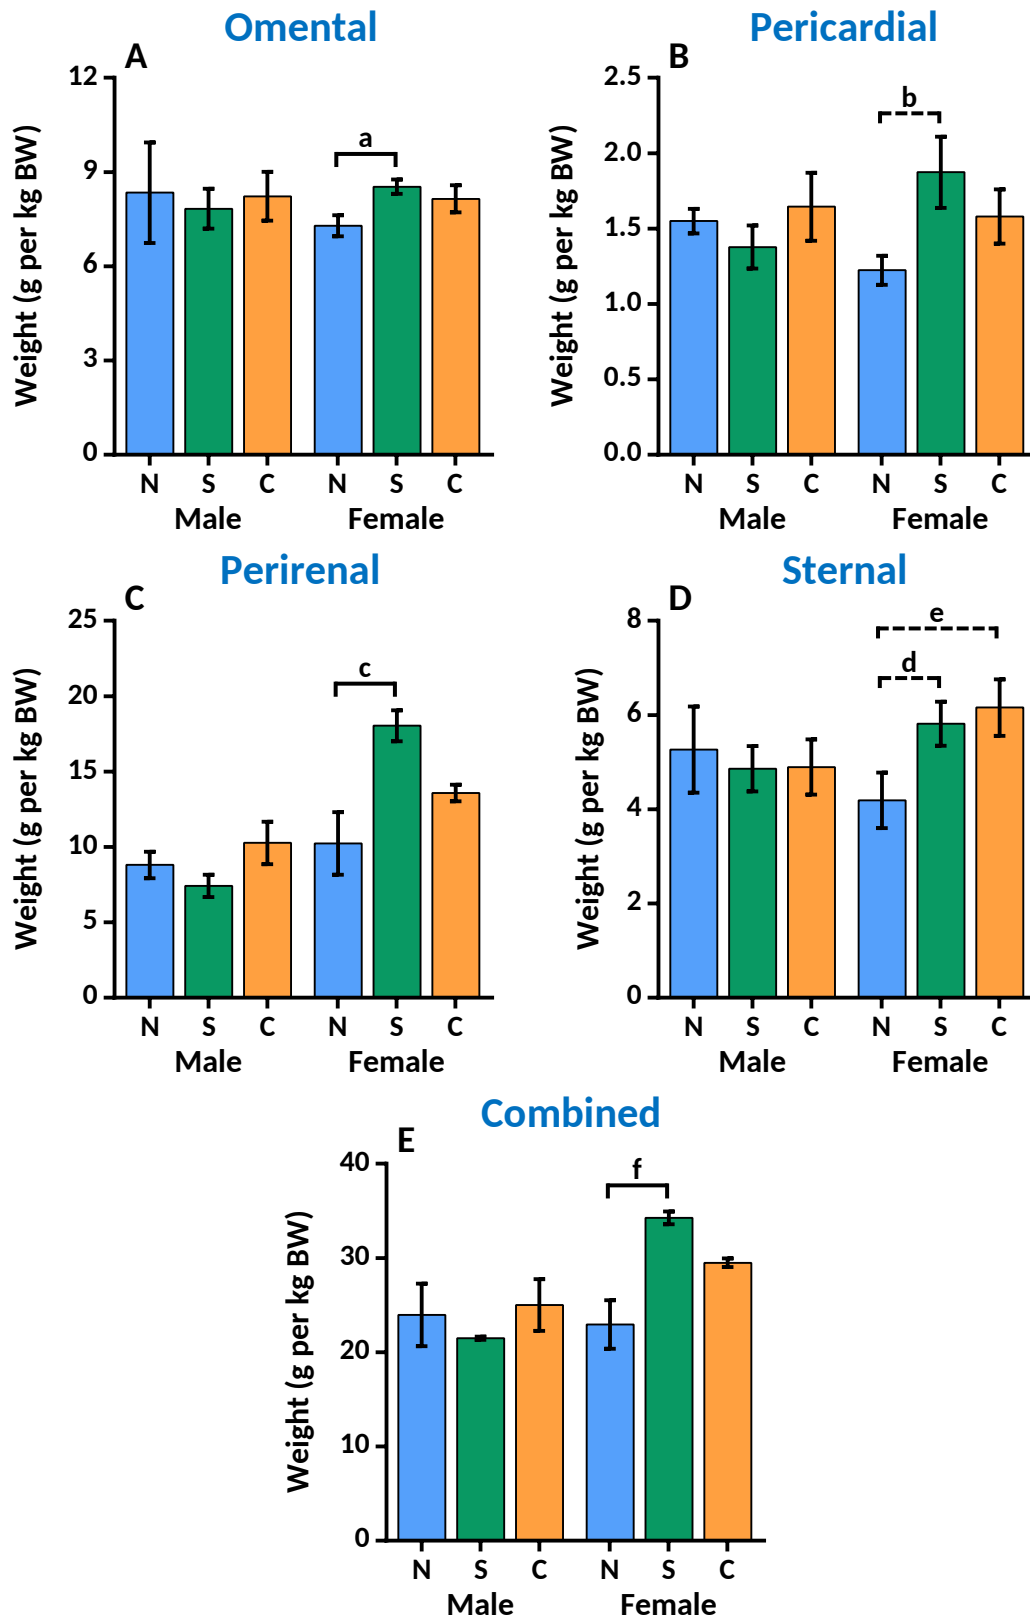 Omental
A
12
9
6
3
0
Weight (g per kg BW)
a
N S C N S C
Male Female
Pericardial
B
2.5
2.0
1.5
1.0
0.5
0.0
Weight (g per kg BW)
b
N S C N S C
Male Female
Perirenal
C
25
20
15
10
5
0
Weight (g per kg BW)
c
N S C N S C
Male Female
Sternal
D
8
6
4
2
0
Weight (g per kg BW)
e
d
N S C N S C
Male Female
Combined
E
40
30
20
10
0
Weight (g per kg BW)
f
N S C N S C
Male Female